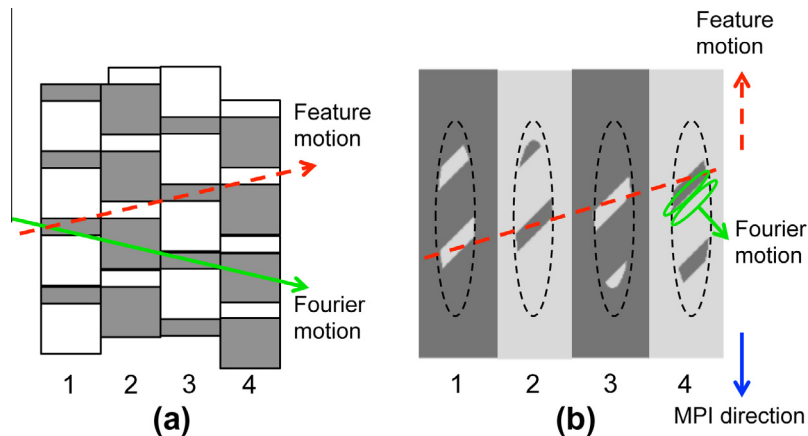 Feature
motion
Fourier
motion
1 2 3 4
(a)
Feature
motion
Fourier
motion
1 2 3 4
MPI direction
(b)